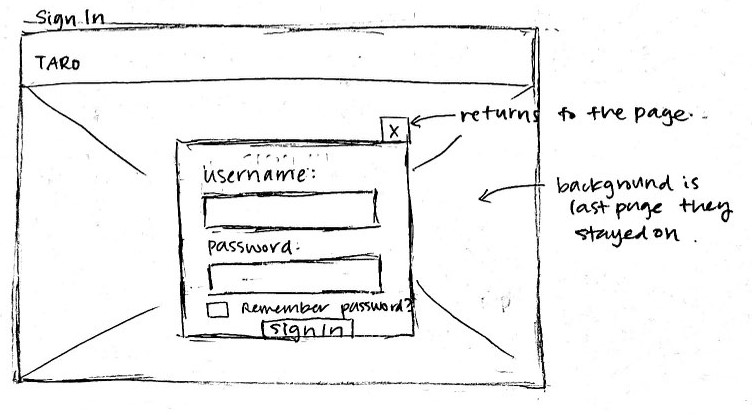 Sign In
TARO
X
returns to the page.
username:
background is
last page they
stayed on.
password:
Remember password?
sign In